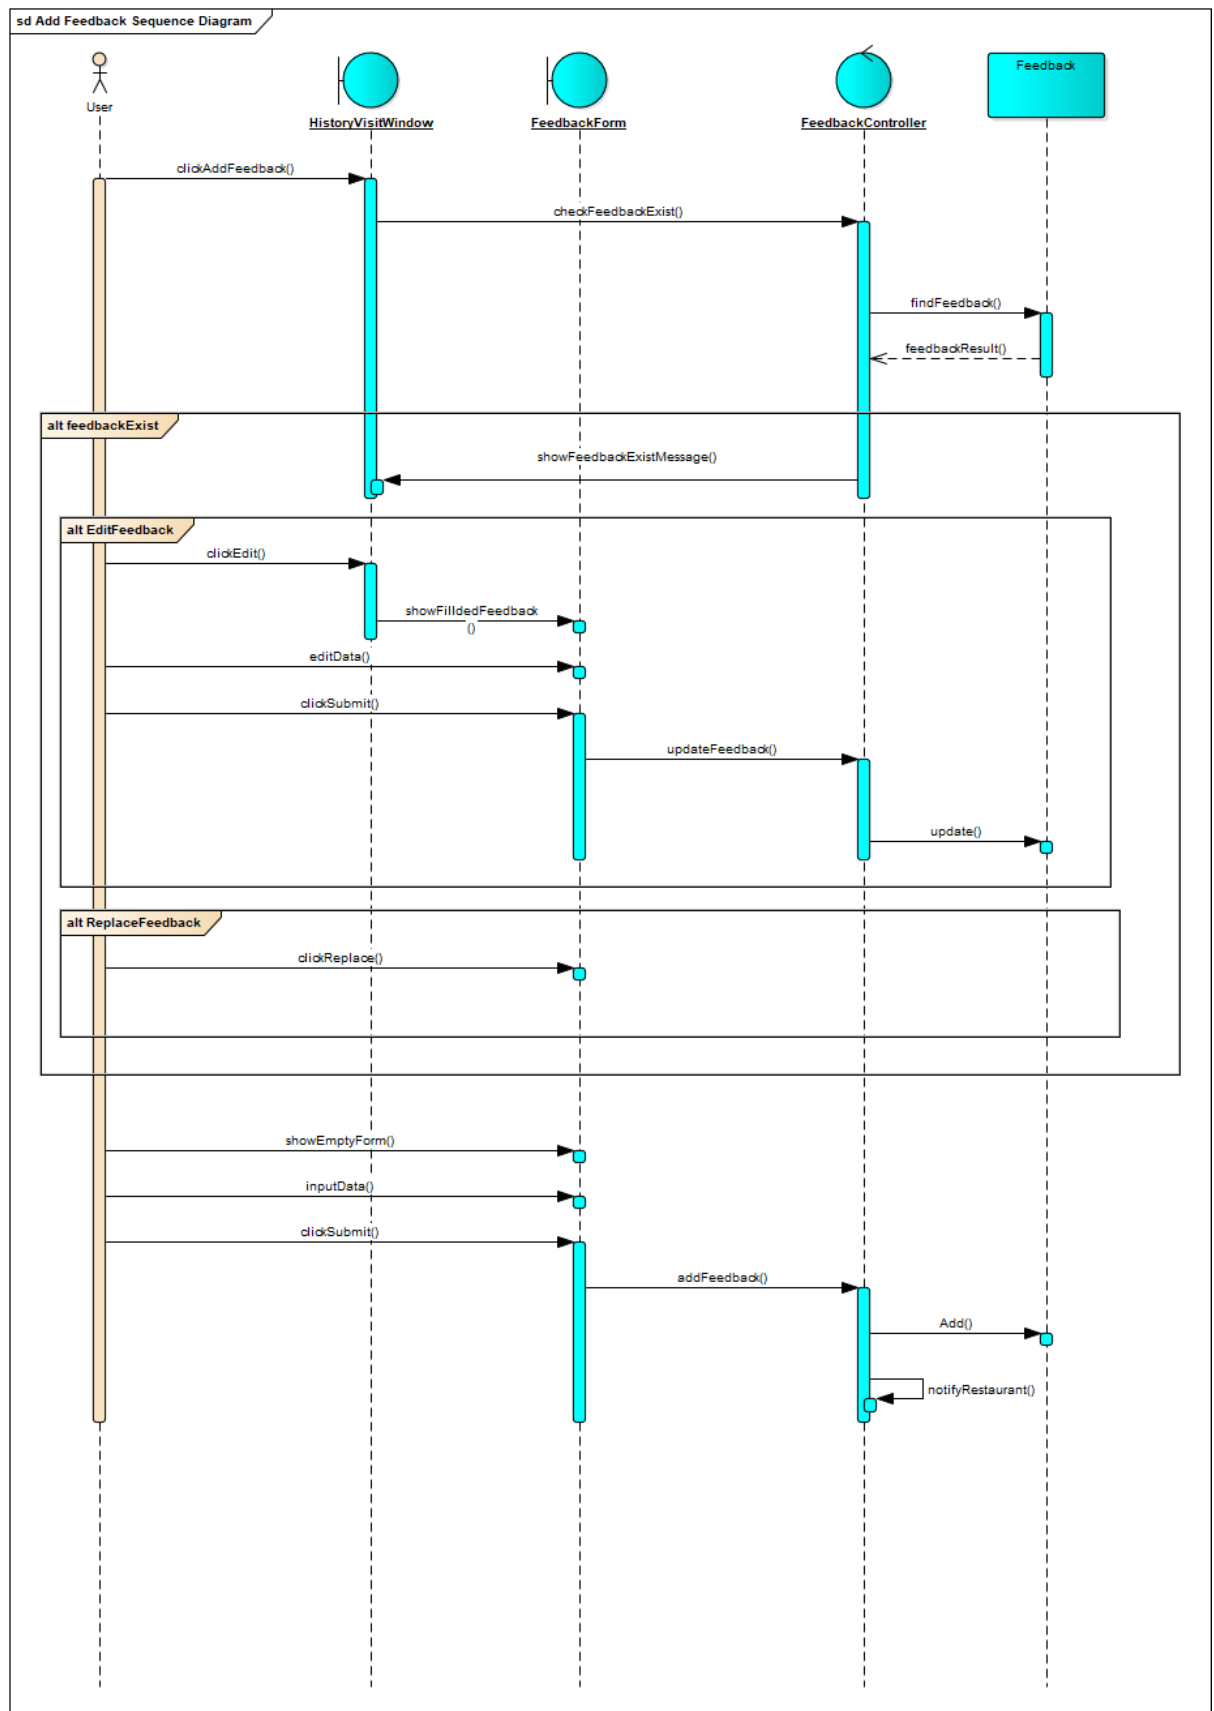 sd Add Feedback Sequence Diagram
User
HistoryVisitWindow
FeedbackForm
FeedbackController
Feedback
clickAddFeedback()
checkFeedbackExist()
findFeedback()
feedbackResult()
alt feedbackExist
showFeedbackExistMessage()
alt EditFeedback
clickEdit()
showFilldedFeedback
()
editData()
clickSubmit()
updateFeedback()
update()
alt ReplaceFeedback
clickReplace()
showEmptyForm()
inputData()
clickSubmit()
addFeedback()
Add()
notifyRestaurant()